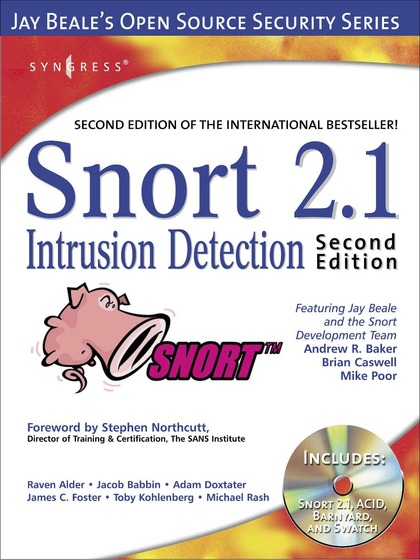 JAY BEALE'S OPEN SOURCE SECURITY SERIES
SYNGRESS®
SECOND EDITION OF THE INTERNATIONAL BESTSELLER!
Snort 2.1
Intrusion Detection Second Edition
Featuring Jay Beale
and the Snort
Development Team
Andrew R. Baker
Brian Caswell
Mike Poor
SNORT™
Foreword by Stephen Northcutt,
Director of Training & Certification, The SANS Institute
Raven Alder • Jacob Babbin • Adam Doxtater
James C. Foster • Toby Kohlenberg • Michael Rash
INCLUDES:
SNORT 2.1, ACID,
BARNYARD,
AND SWATCH